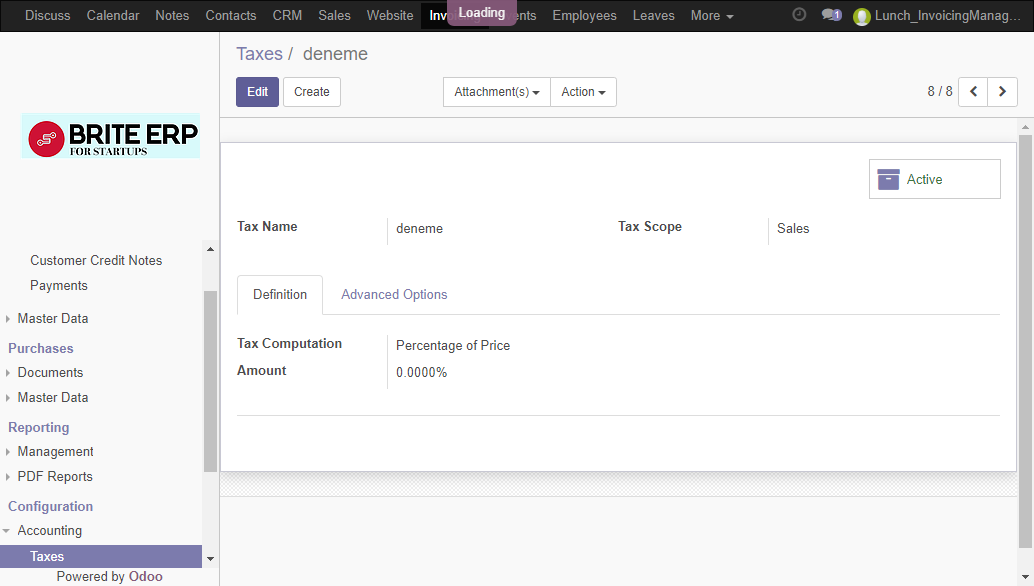 Discuss Calendar Notes Contacts CRM Sales Website Inv Loading nts Employees Leaves More 1 Lunch_InvoicingManag...
Taxes / deneme
Edit Create Attachment(s) Action 8 / 8
BRITE ERP
FOR STARTUPS
Active
Tax Name deneme Tax Scope Sales
Customer Credit Notes
Payments
Master Data
Purchases
Documents
Master Data
Reporting
Management
PDF Reports
Configuration
Accounting
Taxes
Powered by Odoo
Definition Advanced Options
Tax Computation Percentage of Price
Amount 0.0000%